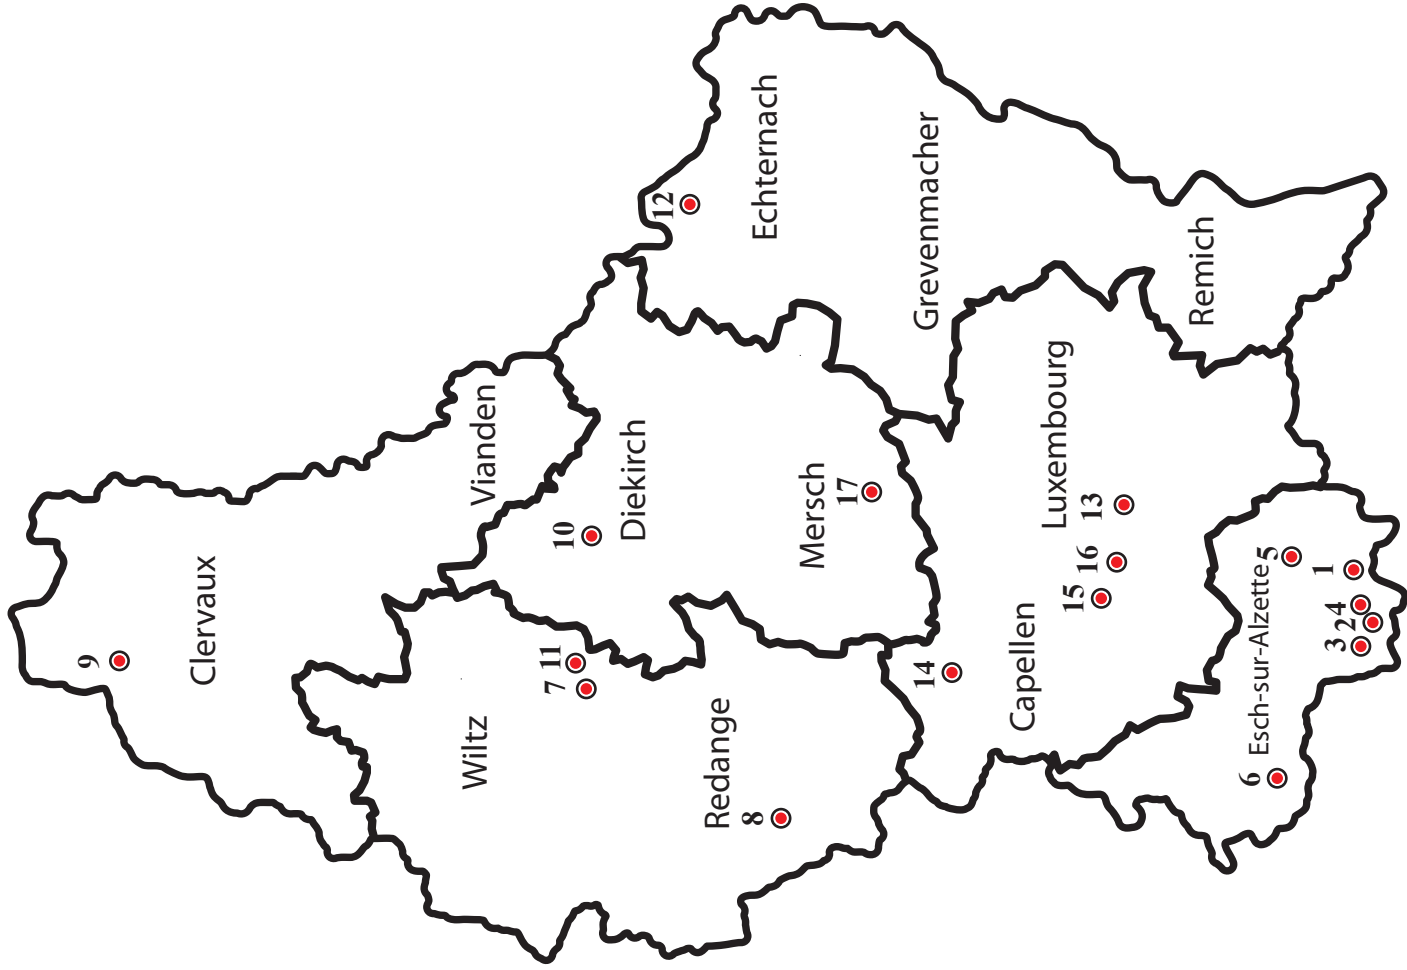 9
Clervaux
Wiltz
Vianden
7
11
10
Diekirch
12
Redange
8
Mersch
Echternach
17
14
Grevenmacher
Capellen
Luxembourg
15
16
13
Remich
6
Esch-sur-Alzette
5
1
3
2
4